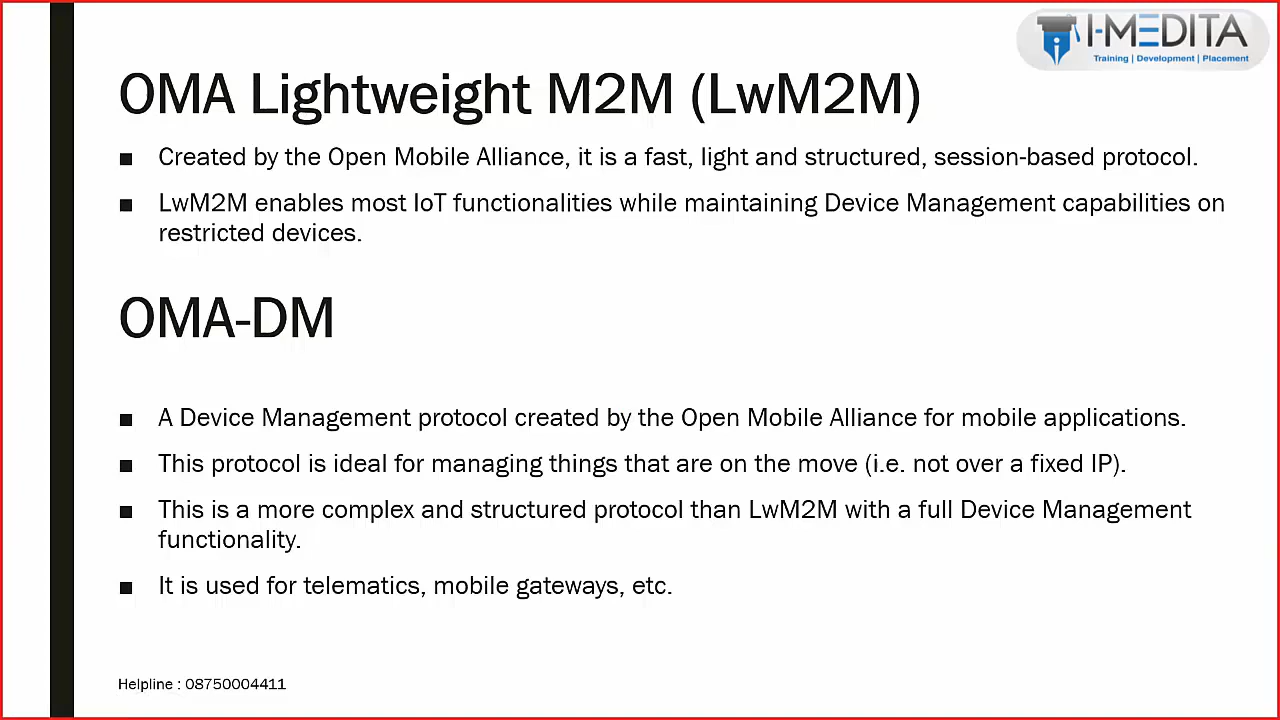 I-MEDITA
Training | Development | Placement
OMA Lightweight M2M (LwM2M)
■ Created by the Open Mobile Alliance, it is a fast, light and structured, session-based protocol.
■ LwM2M enables most IoT functionalities while maintaining Device Management capabilities on
restricted devices.
OMA-DM
■ A Device Management protocol created by the Open Mobile Alliance for mobile applications.
■ This protocol is ideal for managing things that are on the move (i.e. not over a fixed IP).
■ This is a more complex and structured protocol than LwM2M with a full Device Management
functionality.
■ It is used for telematics, mobile gateways, etc.
Helpline : 08750004411